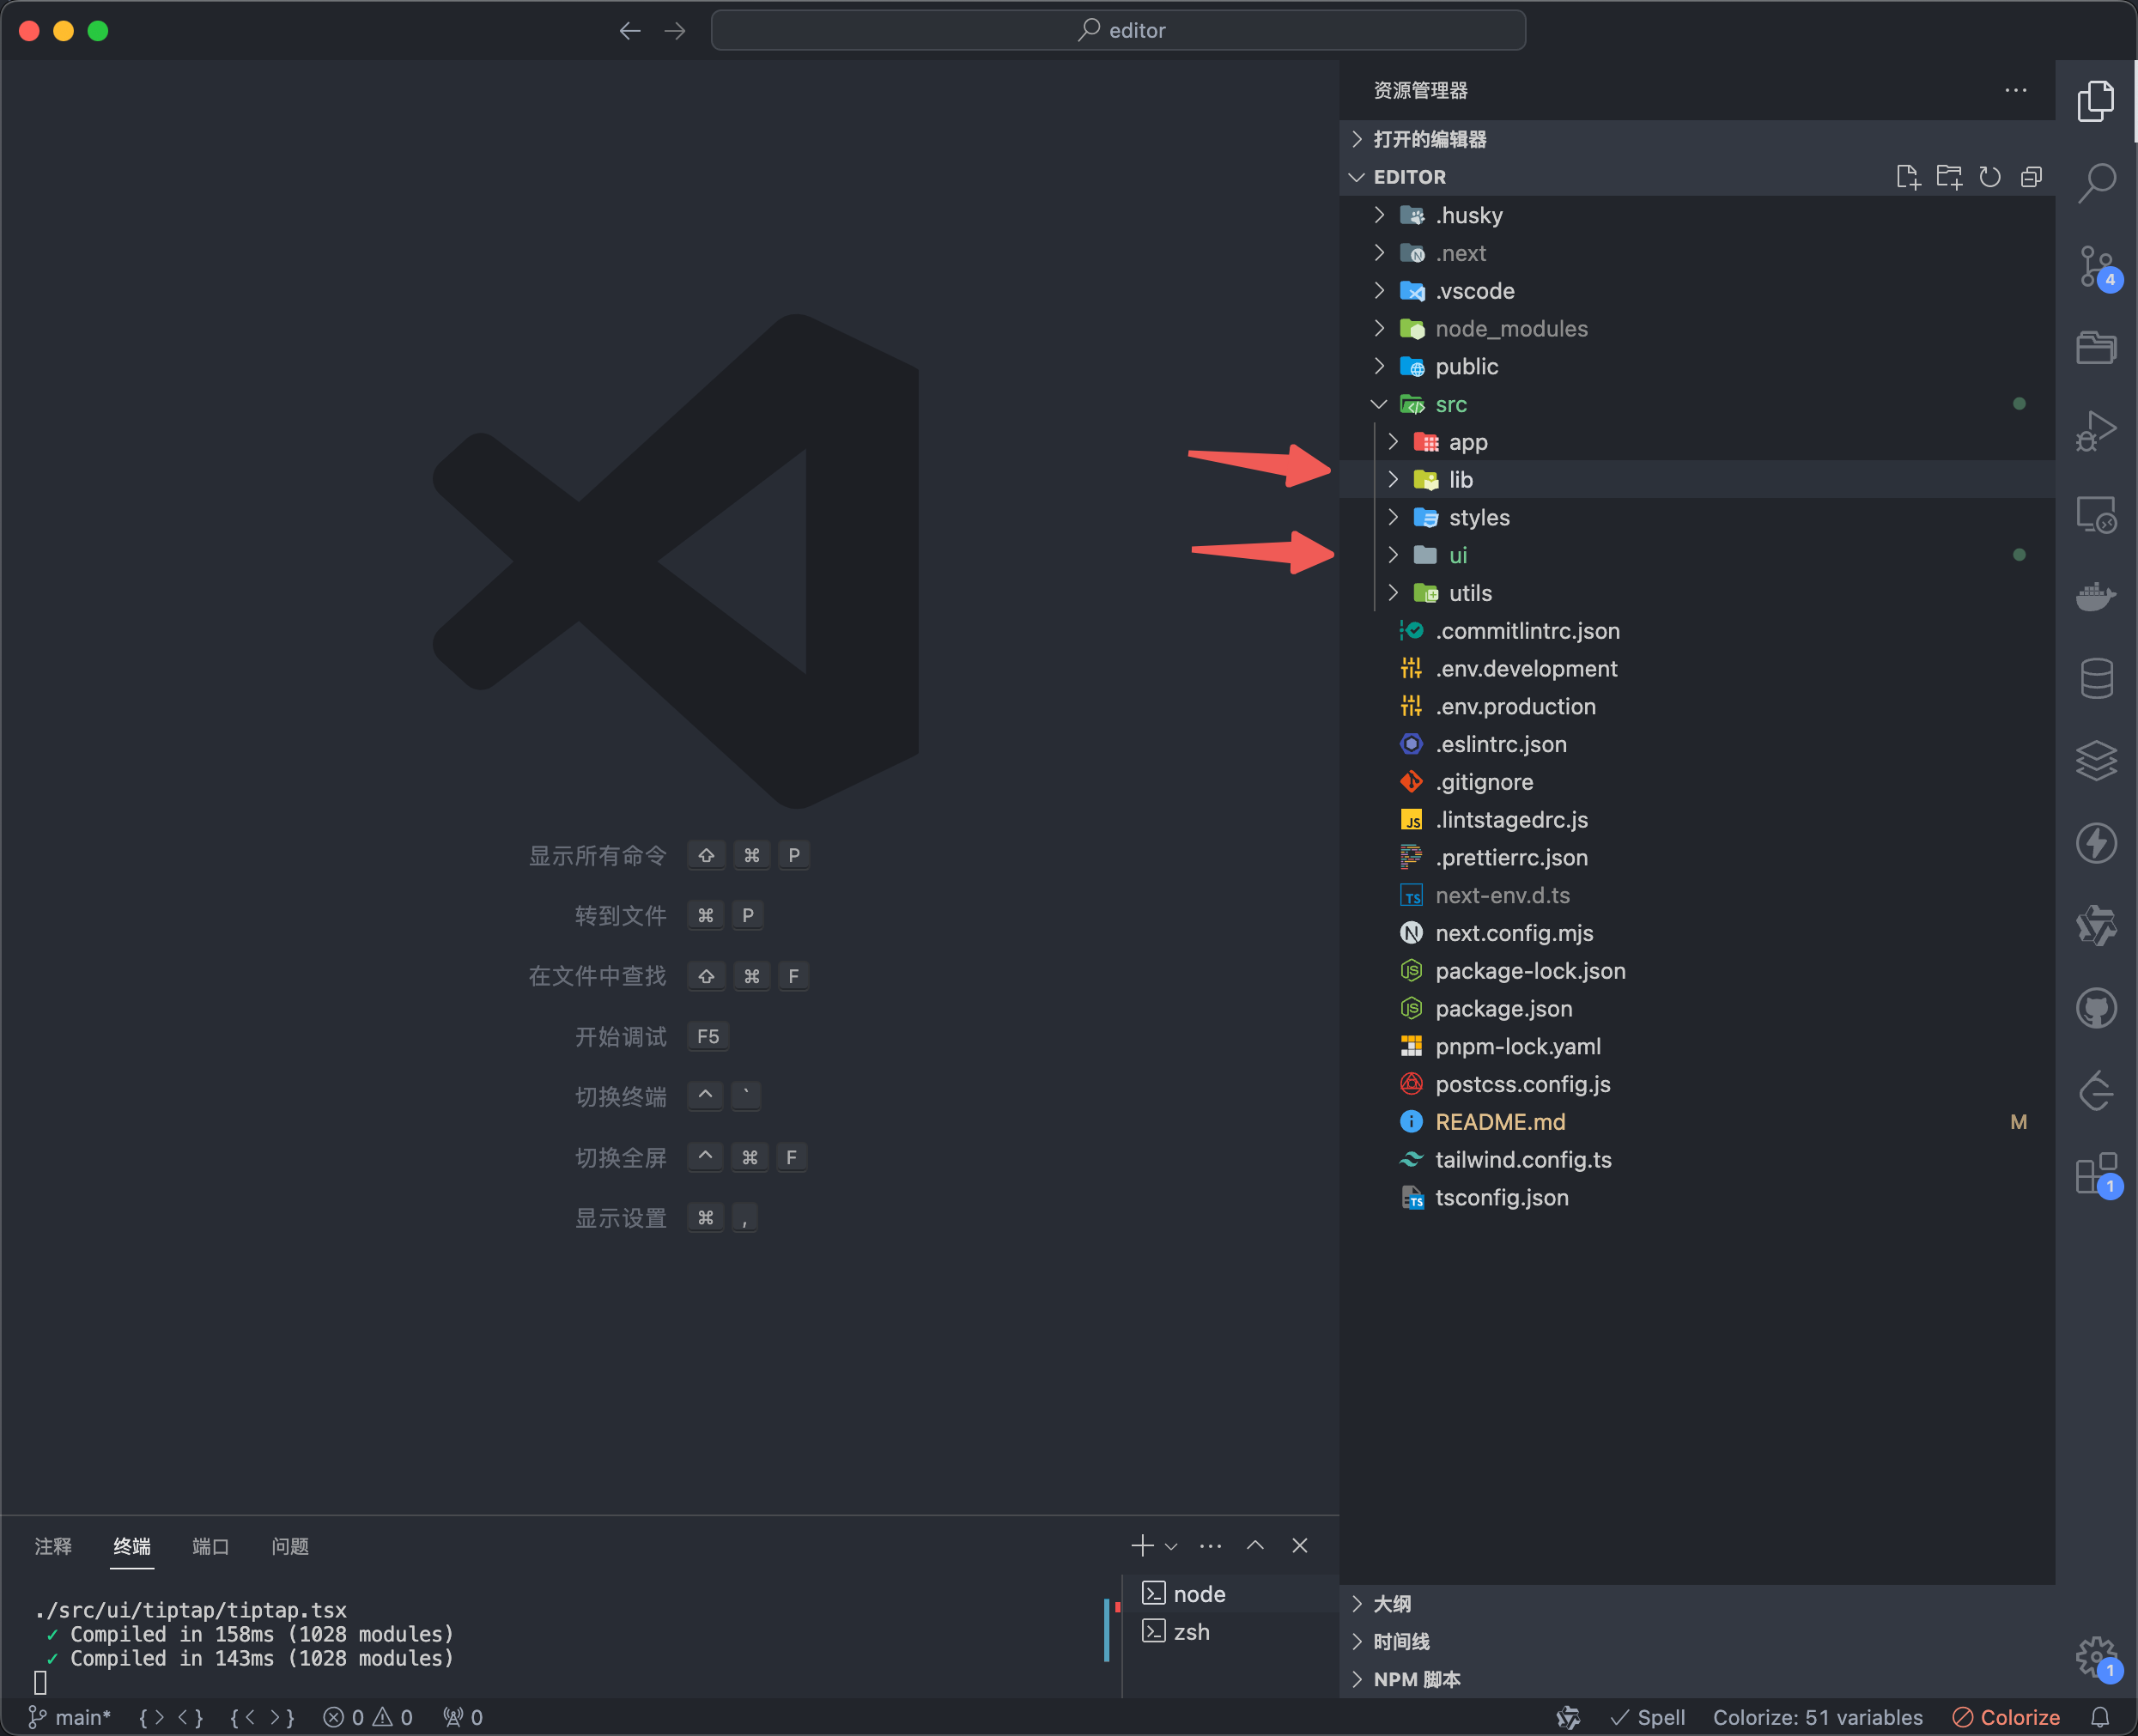 editor
资源管理器
打开的编辑器
EDITOR
.husky
.next
.vscode
node_modules
public
src
app
lib
styles
ui
utils
.commitlintrc.json
.env.development
.env.production
.eslintrc.json
.gitignore
JS .lintstagedrc.js
.prettierrc.json
TS next-env.d.ts
N next.config.mjs
JS package-lock.json
JS package.json
pnpm-lock.yaml
postcss.config.js
README.md M
tailwind.config.ts
TS tsconfig.json
大纲
时间线
NPM 脚本
4
1
1
显示所有命令 ⇧ ⌘ P
转到文件 ⌘ P
在文件中查找 ⇧ ⌘ F
开始调试 F5
切换终端 ^ `
切换全屏 ^ ⌘ F
显示设置 ⌘ ,
注释 终端 端口 问题
./src/ui/tiptap/tiptap.tsx
✓ Compiled in 158ms (1028 modules)
✓ Compiled in 143ms (1028 modules)
node
zsh
main* {> <} {< >} 0 0 0 Spell Colorize: 51 variables Colorize